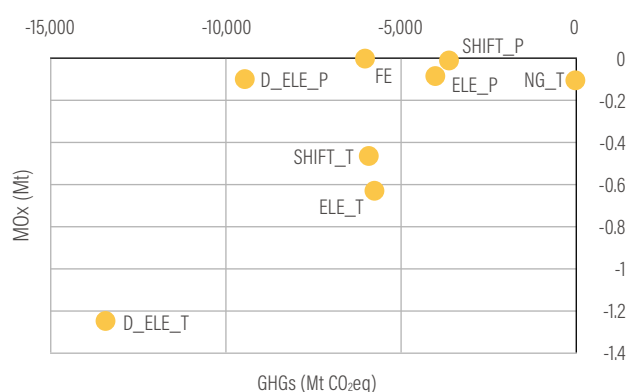 -15,000 -10,000 -5,000 0
SHIFT_P
0
D_ELE_P FE ELE_P NG_T
-0.2
-0.4
SHIFT_T
-0.6
ELE_T
-0.8
-1
-1.2
D_ELE_T
-1.4
MOx (Mt)
GHGs (Mt CO₂eq)